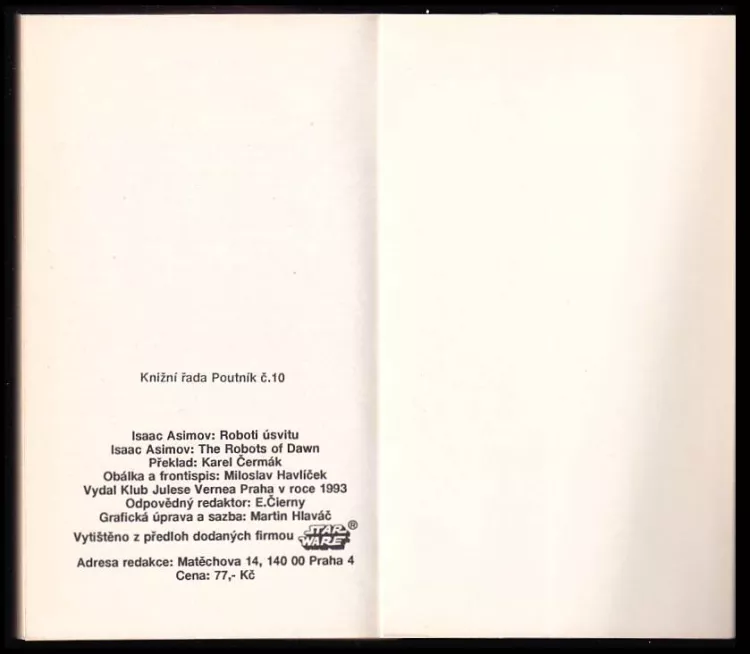 Knižní řada Poutník č.10
Isaac Asimov: Roboti úsvitu
Isaac Asimov: The Robots of Dawn
Překlad: Karel Čermák
Obálka a frontispis: Miloslav Havlíček
Vydal Klub Julese Vernea Praha v roce 1993
Odpovědný redaktor: E.Čierny
Grafická úprava a sazba: Martin Hlaváč
Vytištěno z předloh dodaných firmou STAR WARE ®
Adresa redakce: Matěchova 14, 140 00 Praha 4
Cena: 77,- Kč